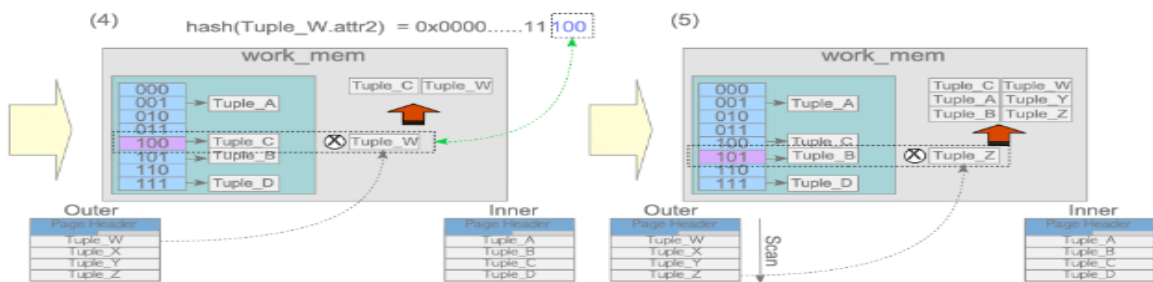 (4)
hash(Tuple_W.attr2) = 0x0000......11 100
work_mem
000
001
010
011
100
101
110
111
Tuple_A
Tuple_C
Tuple_B
Tuple_D
Tuple_C Tuple_W
Tuple_W
Outer
Page Header
Tuple_W
Tuple_X
Tuple_Y
Tuple_Z
Inner
Page Header
Tuple_A
Tuple_B
Tuple_C
Tuple_D
(5)
work_mem
000
001
010
011
100
101
110
111
Tuple_A
Tuple_C
Tuple_B
Tuple_D
Tuple_C Tuple_W
Tuple_A Tuple_Y
Tuple_B Tuple_Z
Tuple_Z
Outer
Page Header
Tuple_W
Tuple_X
Tuple_Y
Tuple_Z
Scan
Inner
Page Header
Tuple_A
Tuple_B
Tuple_C
Tuple_D